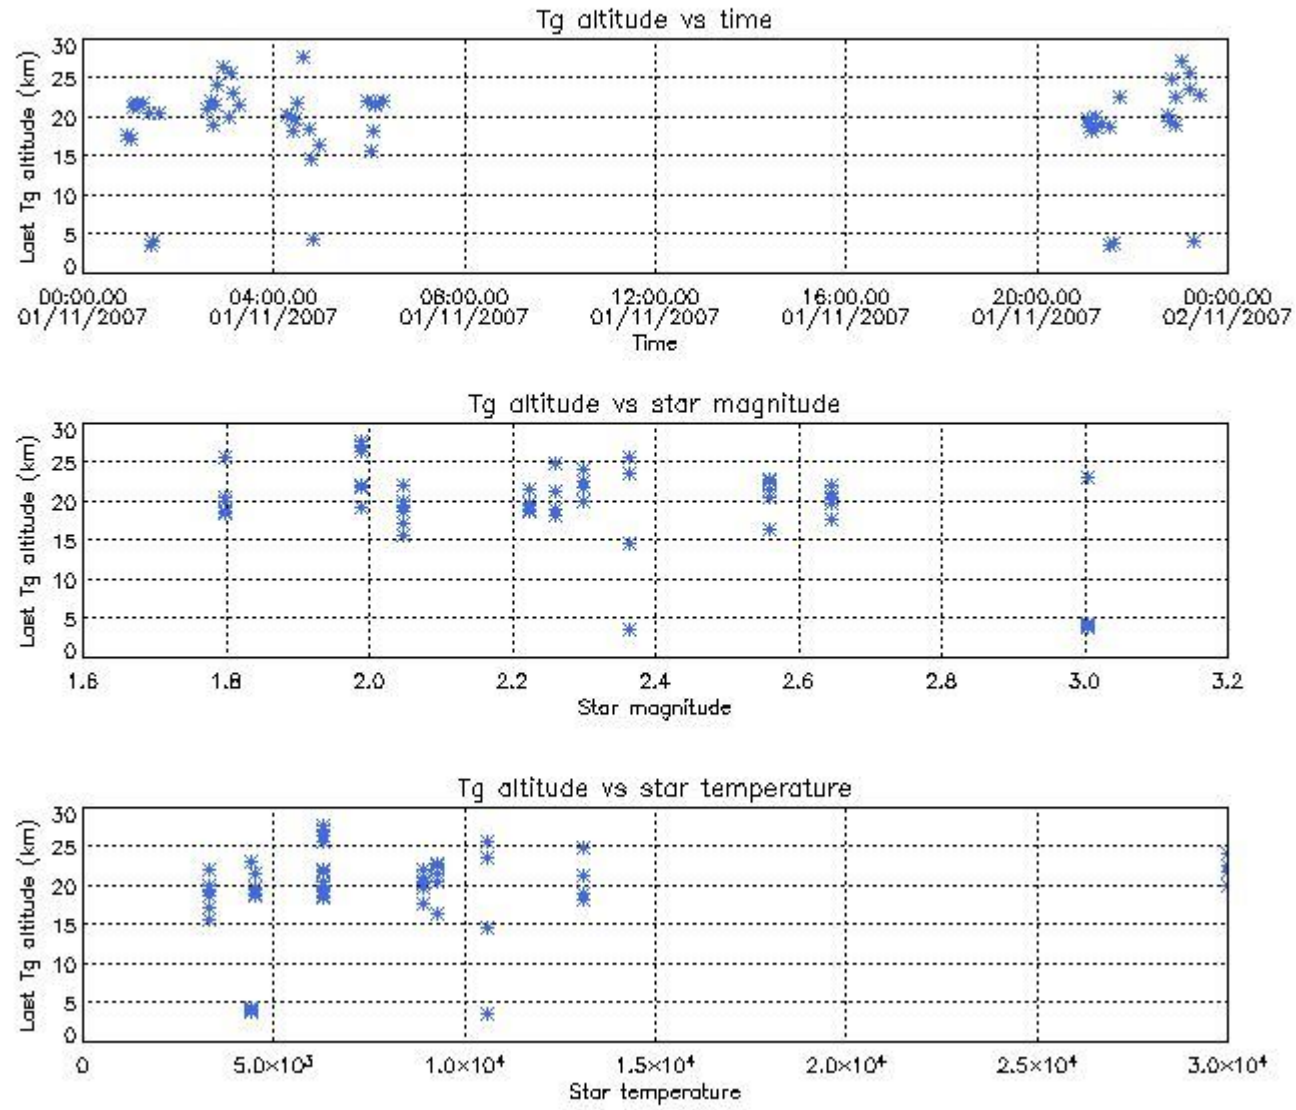 Tg altitude vs time
Last Tg altitude (km)
30
25
20
15
10
5
0
00:00.00 04:00.00 08:00.00 12:00.00 16:00.00 20:00.00 00:00.00
01/11/2007 01/11/2007 01/11/2007 01/11/2007 01/11/2007 01/11/2007 02/11/2007
Time
Tg altitude vs star magnitude
Last Tg altitude (km)
30
25
20
15
10
5
0
1.6 1.8 2.0 2.2 2.4 2.6 2.8 3.0 3.2
Star magnitude
Tg altitude vs star temperature
Last Tg altitude (km)
30
25
20
15
10
5
0
0 5.0×10³ 1.0×10⁴ 1.5×10⁴ 2.0×10⁴ 2.5×10⁴ 3.0×10⁴
Star temperature